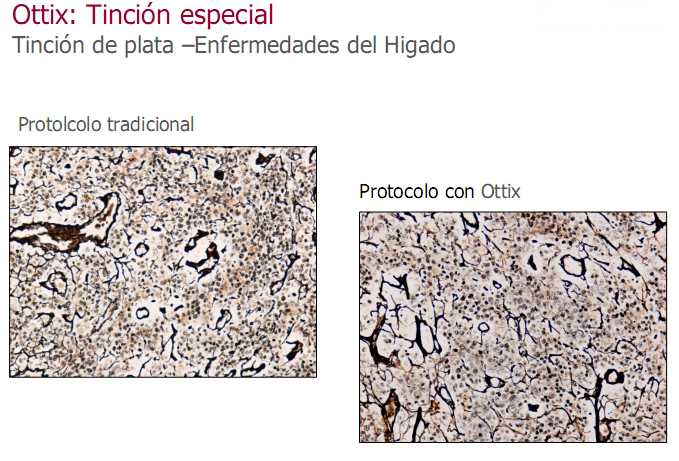 Ottix: Tinción especial
Tinción de plata –Enfermedades del Higado
Protolcolo tradicional
Protocolo con Ottix